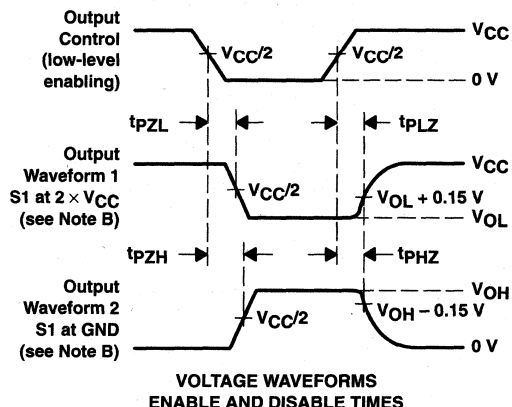 Output
Control
(low-level
enabling)
VCC/2
VCC/2
VCC
0 V
tPZL
tPLZ
Output
Waveform 1
S1 at 2 × VCC
(see Note B)
VCC/2
VCC
VOL + 0.15 V
VOL
tPZH
tPHZ
Output
Waveform 2
S1 at GND
(see Note B)
VCC/2
VOH
VOH – 0.15 V
0 V
VOLTAGE WAVEFORMS
ENABLE AND DISABLE TIMES